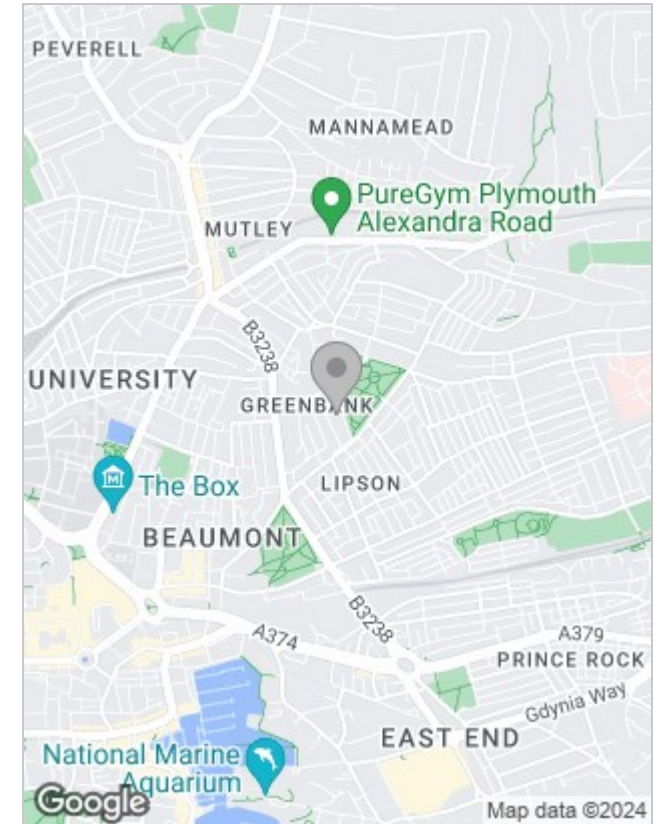 PEVERELL
MANNAMEAD
PureGym Plymouth
Alexandra Road
MUTLEY
B3238
UNIVERSITY
GREENBANK
The Box
LIPSON
BEAUMONT
B3238
A374
A379
PRINCE ROCK
Gdynia Way
EAST END
National Marine
Aquarium
Google
Map data ©2024